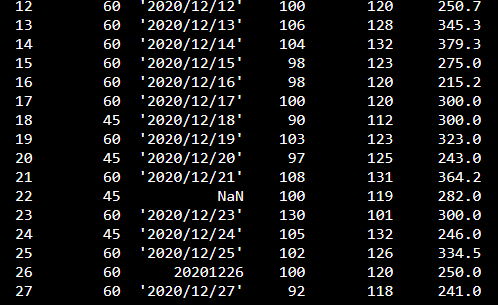 12 60 '2020/12/12' 100 120 250.7
13 60 '2020/12/13' 106 128 345.3
14 60 '2020/12/14' 104 132 379.3
15 60 '2020/12/15' 98 123 275.0
16 60 '2020/12/16' 98 120 215.2
17 60 '2020/12/17' 100 120 300.0
18 45 '2020/12/18' 90 112 300.0
19 60 '2020/12/19' 103 123 323.0
20 45 '2020/12/20' 97 125 243.0
21 60 '2020/12/21' 108 131 364.2
22 45 NaN 100 119 282.0
23 60 '2020/12/23' 130 101 300.0
24 45 '2020/12/24' 105 132 246.0
25 60 '2020/12/25' 102 126 334.5
26 60 20201226 100 120 250.0
27 60 '2020/12/27' 92 118 241.0